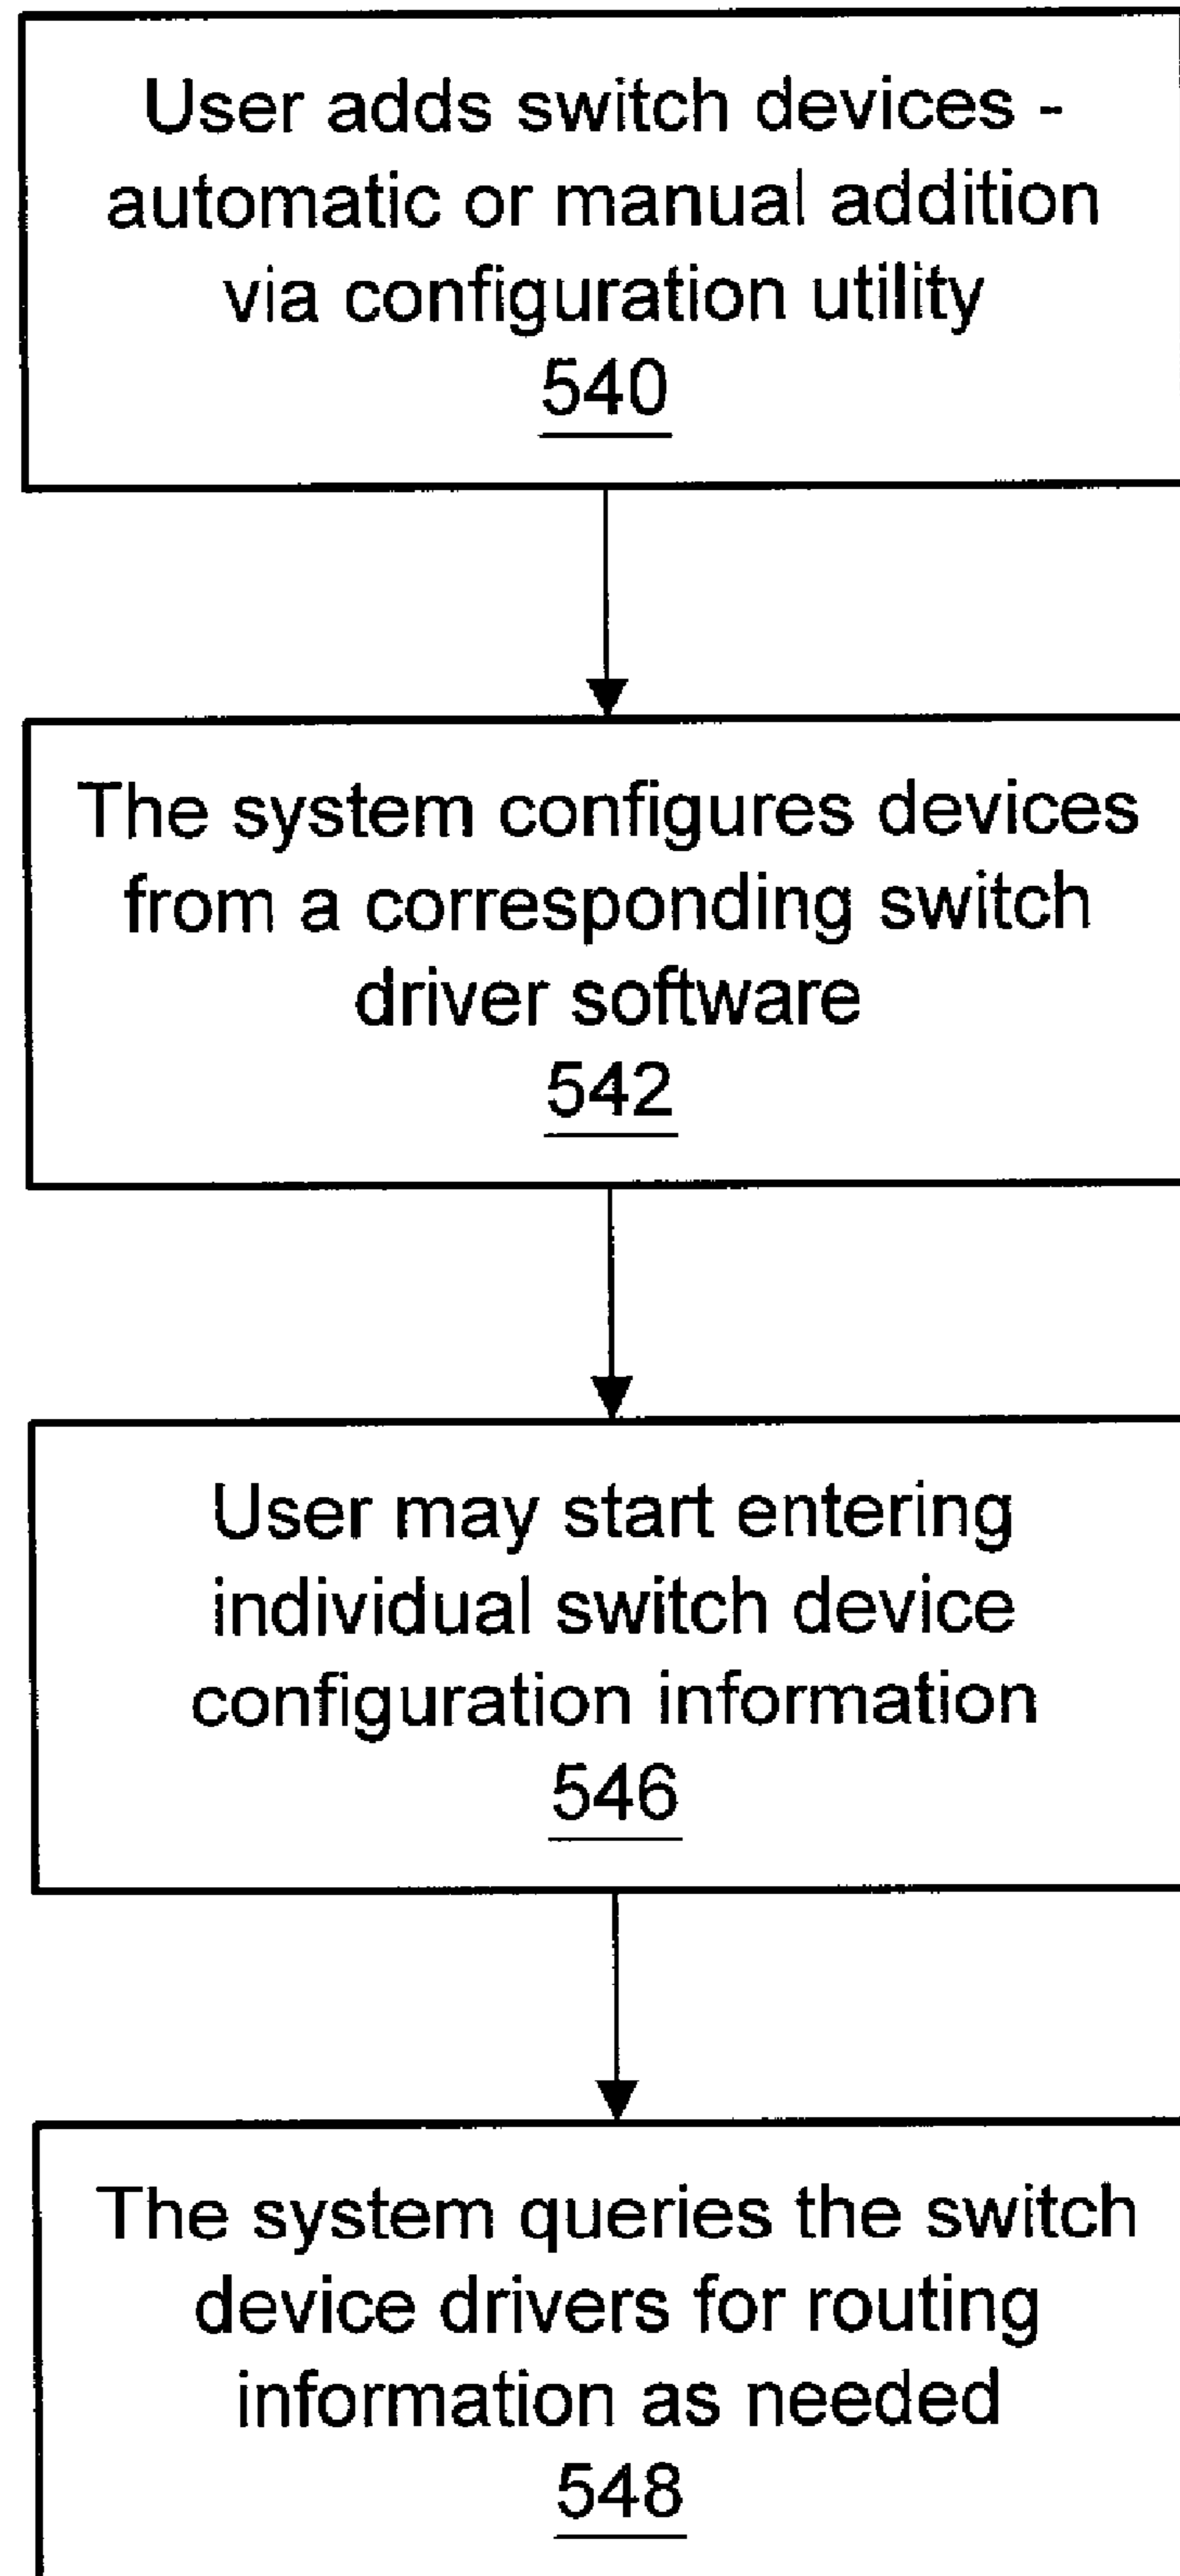 User adds switch devices -
automatic or manual addition
via configuration utility
540
The system configures devices
from a corresponding switch
driver software
542
User may start entering
individual switch device
configuration information
546
The system queries the switch
device drivers for routing
information as needed
548